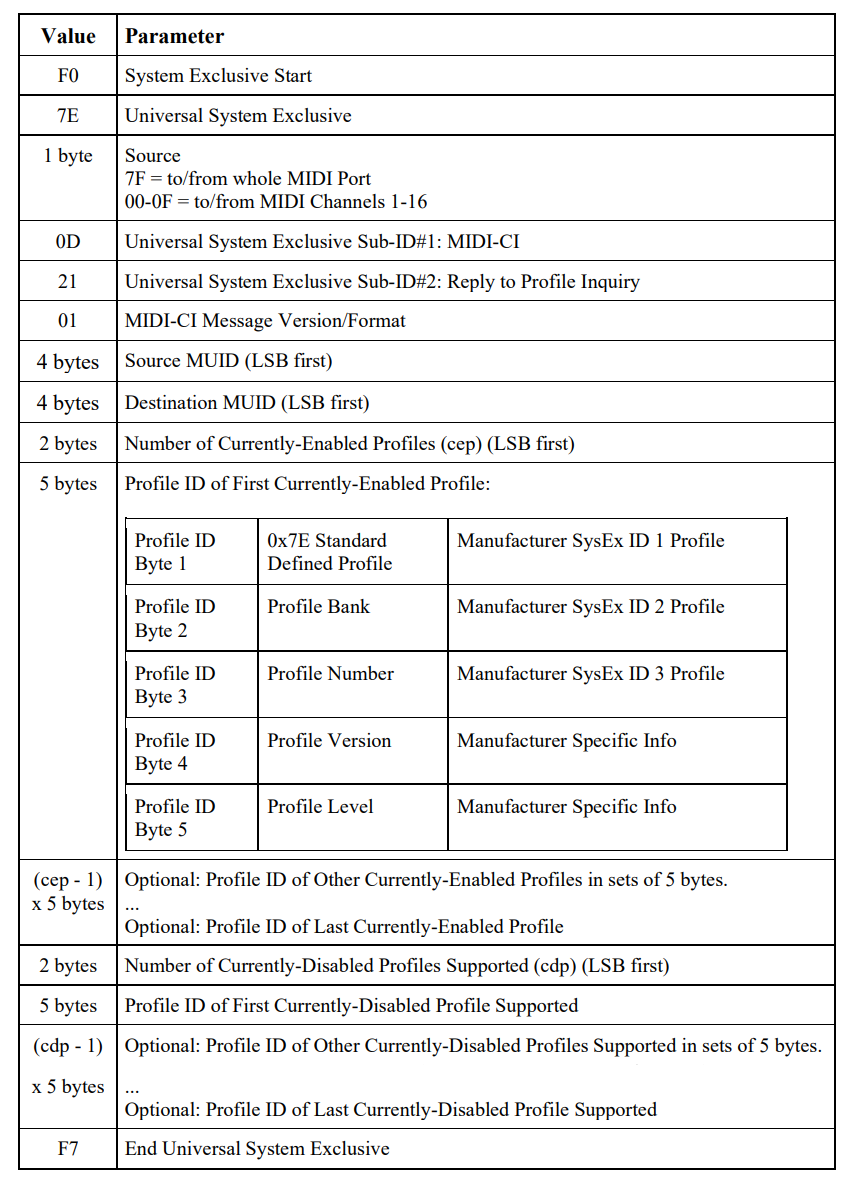 Value Parameter
F0 System Exclusive Start
7E Universal System Exclusive
1 byte Source
7F = to/from whole MIDI Port
00-0F = to/from MIDI Channels 1-16
0D Universal System Exclusive Sub-ID#1: MIDI-CI
21 Universal System Exclusive Sub-ID#2: Reply to Profile Inquiry
01 MIDI-CI Message Version/Format
4 bytes Source MUID (LSB first)
4 bytes Destination MUID (LSB first)
2 bytes Number of Currently-Enabled Profiles (cep) (LSB first)
5 bytes Profile ID of First Currently-Enabled Profile:
Profile ID 0x7E Standard Manufacturer SysEx ID 1 Profile
Byte 1 Defined Profile
Profile ID Profile Bank Manufacturer SysEx ID 2 Profile
Byte 2
Profile ID Profile Number Manufacturer SysEx ID 3 Profile
Byte 3
Profile ID Profile Version Manufacturer Specific Info
Byte 4
Profile ID Profile Level Manufacturer Specific Info
Byte 5
(cep - 1) Optional: Profile ID of Other Currently-Enabled Profiles in sets of 5 bytes.
x 5 bytes ...
Optional: Profile ID of Last Currently-Enabled Profile
2 bytes Number of Currently-Disabled Profiles Supported (cdp) (LSB first)
5 bytes Profile ID of First Currently-Disabled Profile Supported
(cdp - 1) Optional: Profile ID of Other Currently-Disabled Profiles Supported in sets of 5 bytes.
x 5 bytes ...
Optional: Profile ID of Last Currently-Disabled Profile Supported
F7 End Universal System Exclusive